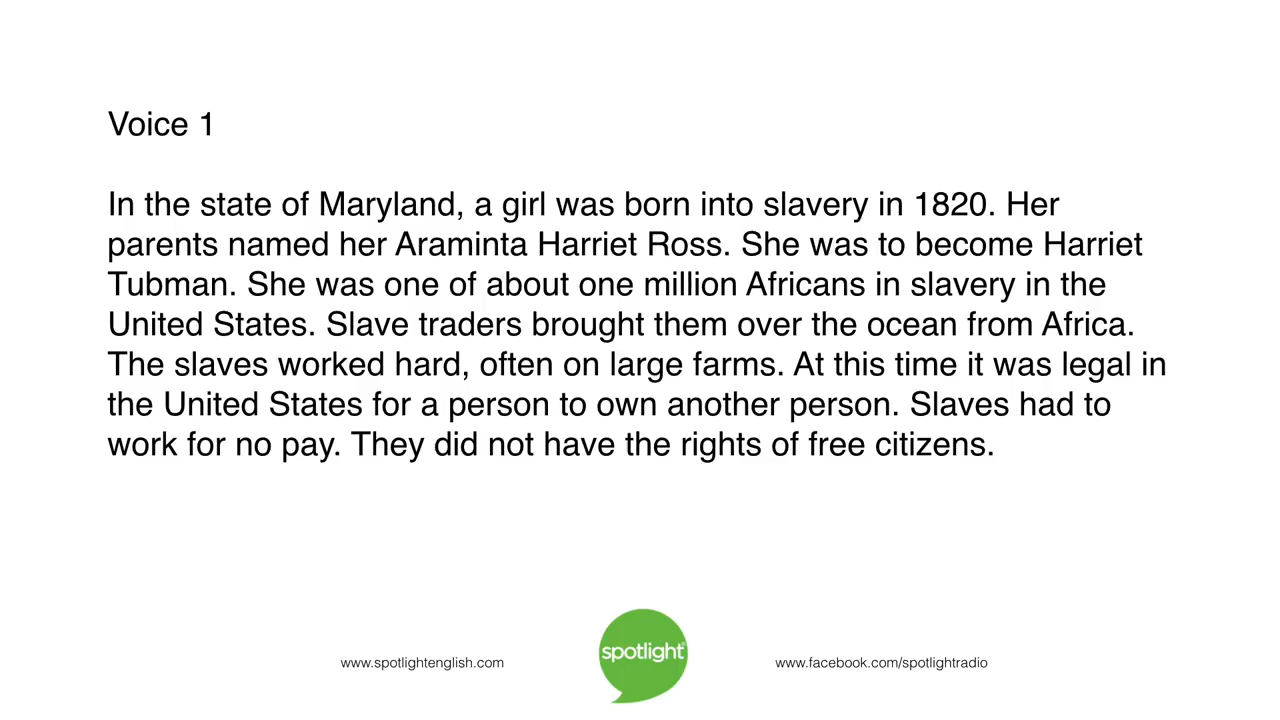 Voice 1
In the state of Maryland, a girl was born into slavery in 1820. Her
parents named her Araminta Harriet Ross. She was to become Harriet
Tubman. She was one of about one million Africans in slavery in the
United States. Slave traders brought them over the ocean from Africa.
The slaves worked hard, often on large farms. At this time it was legal in
the United States for a person to own another person. Slaves had to
work for no pay. They did not have the rights of free citizens.
www.spotlightenglish.com
spotlight®
www.facebook.com/spotlightradio